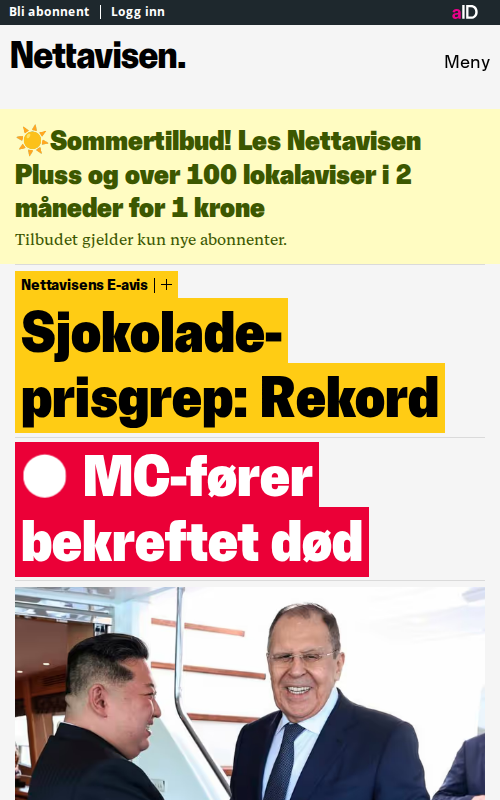 Bli abonnent
Logg inn
aID
Nettavisen.
Meny
☀️Sommertilbud! Les Nettavisen
Pluss og over 100 lokalaviser i 2
måneder for 1 krone
Tilbudet gjelder kun nye abonnenter.
Nettavisens E-avis | +
Sjokolade-
prisgrep: Rekord
MC-fører
bekreftet død